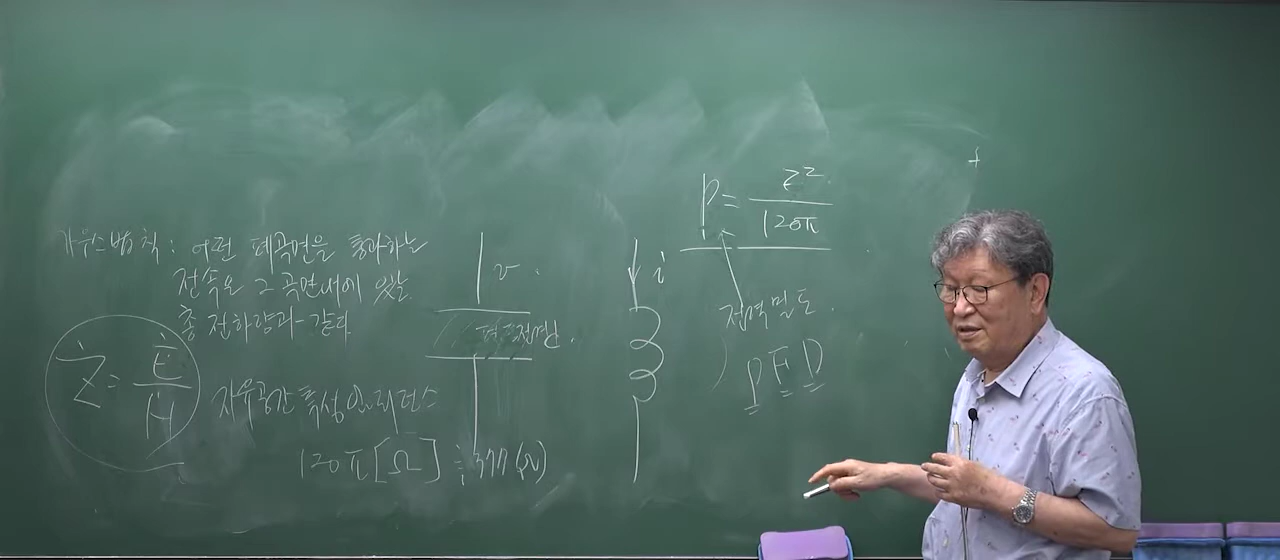 가우스법칙: 어떤 폐곡면을 통과하는
전속은 그 곡면내에 있는
총 전하량과 같다.
Ż = Ė / Ḣ
자유공간 특성임피던스
120π[Ω] ≒ 377(Ω)
v
i
p = E² / 120π
전력밀도.
P F D